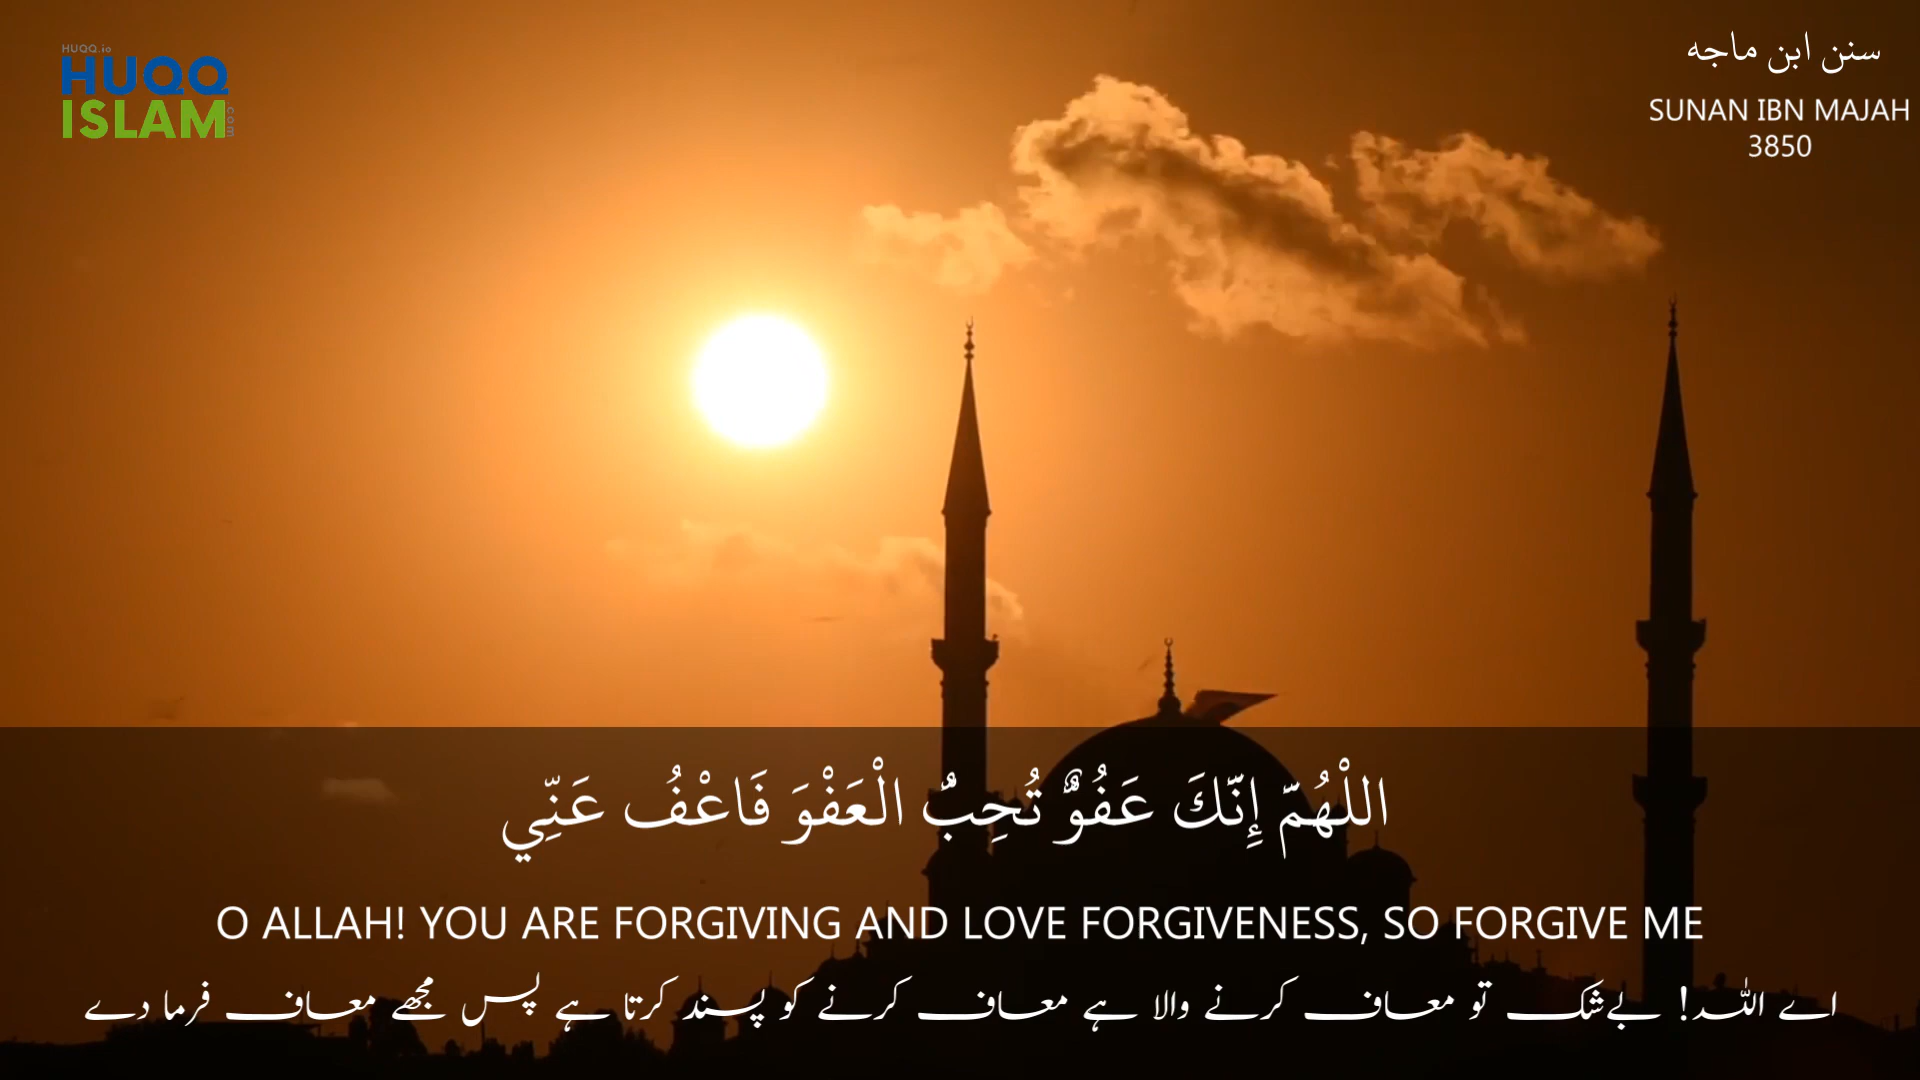 HUQQ.io
HUQQ
ISLAM
.com
سنن ابن ماجه
SUNAN IBN MAJAH
3850
اللْهُمّ إِنّكَ عَفُوٌّ تُحِبٌ الْعَفْوَ فَاعْفُ عَنِّي
O ALLAH! YOU ARE FORGIVING AND LOVE FORGIVENESS, SO FORGIVE ME
اے اللہ! بےشک تو معاف کرنے والا ہے معاف کرنے کو پسند کرتا ہے پس مجھے معاف فرما دے